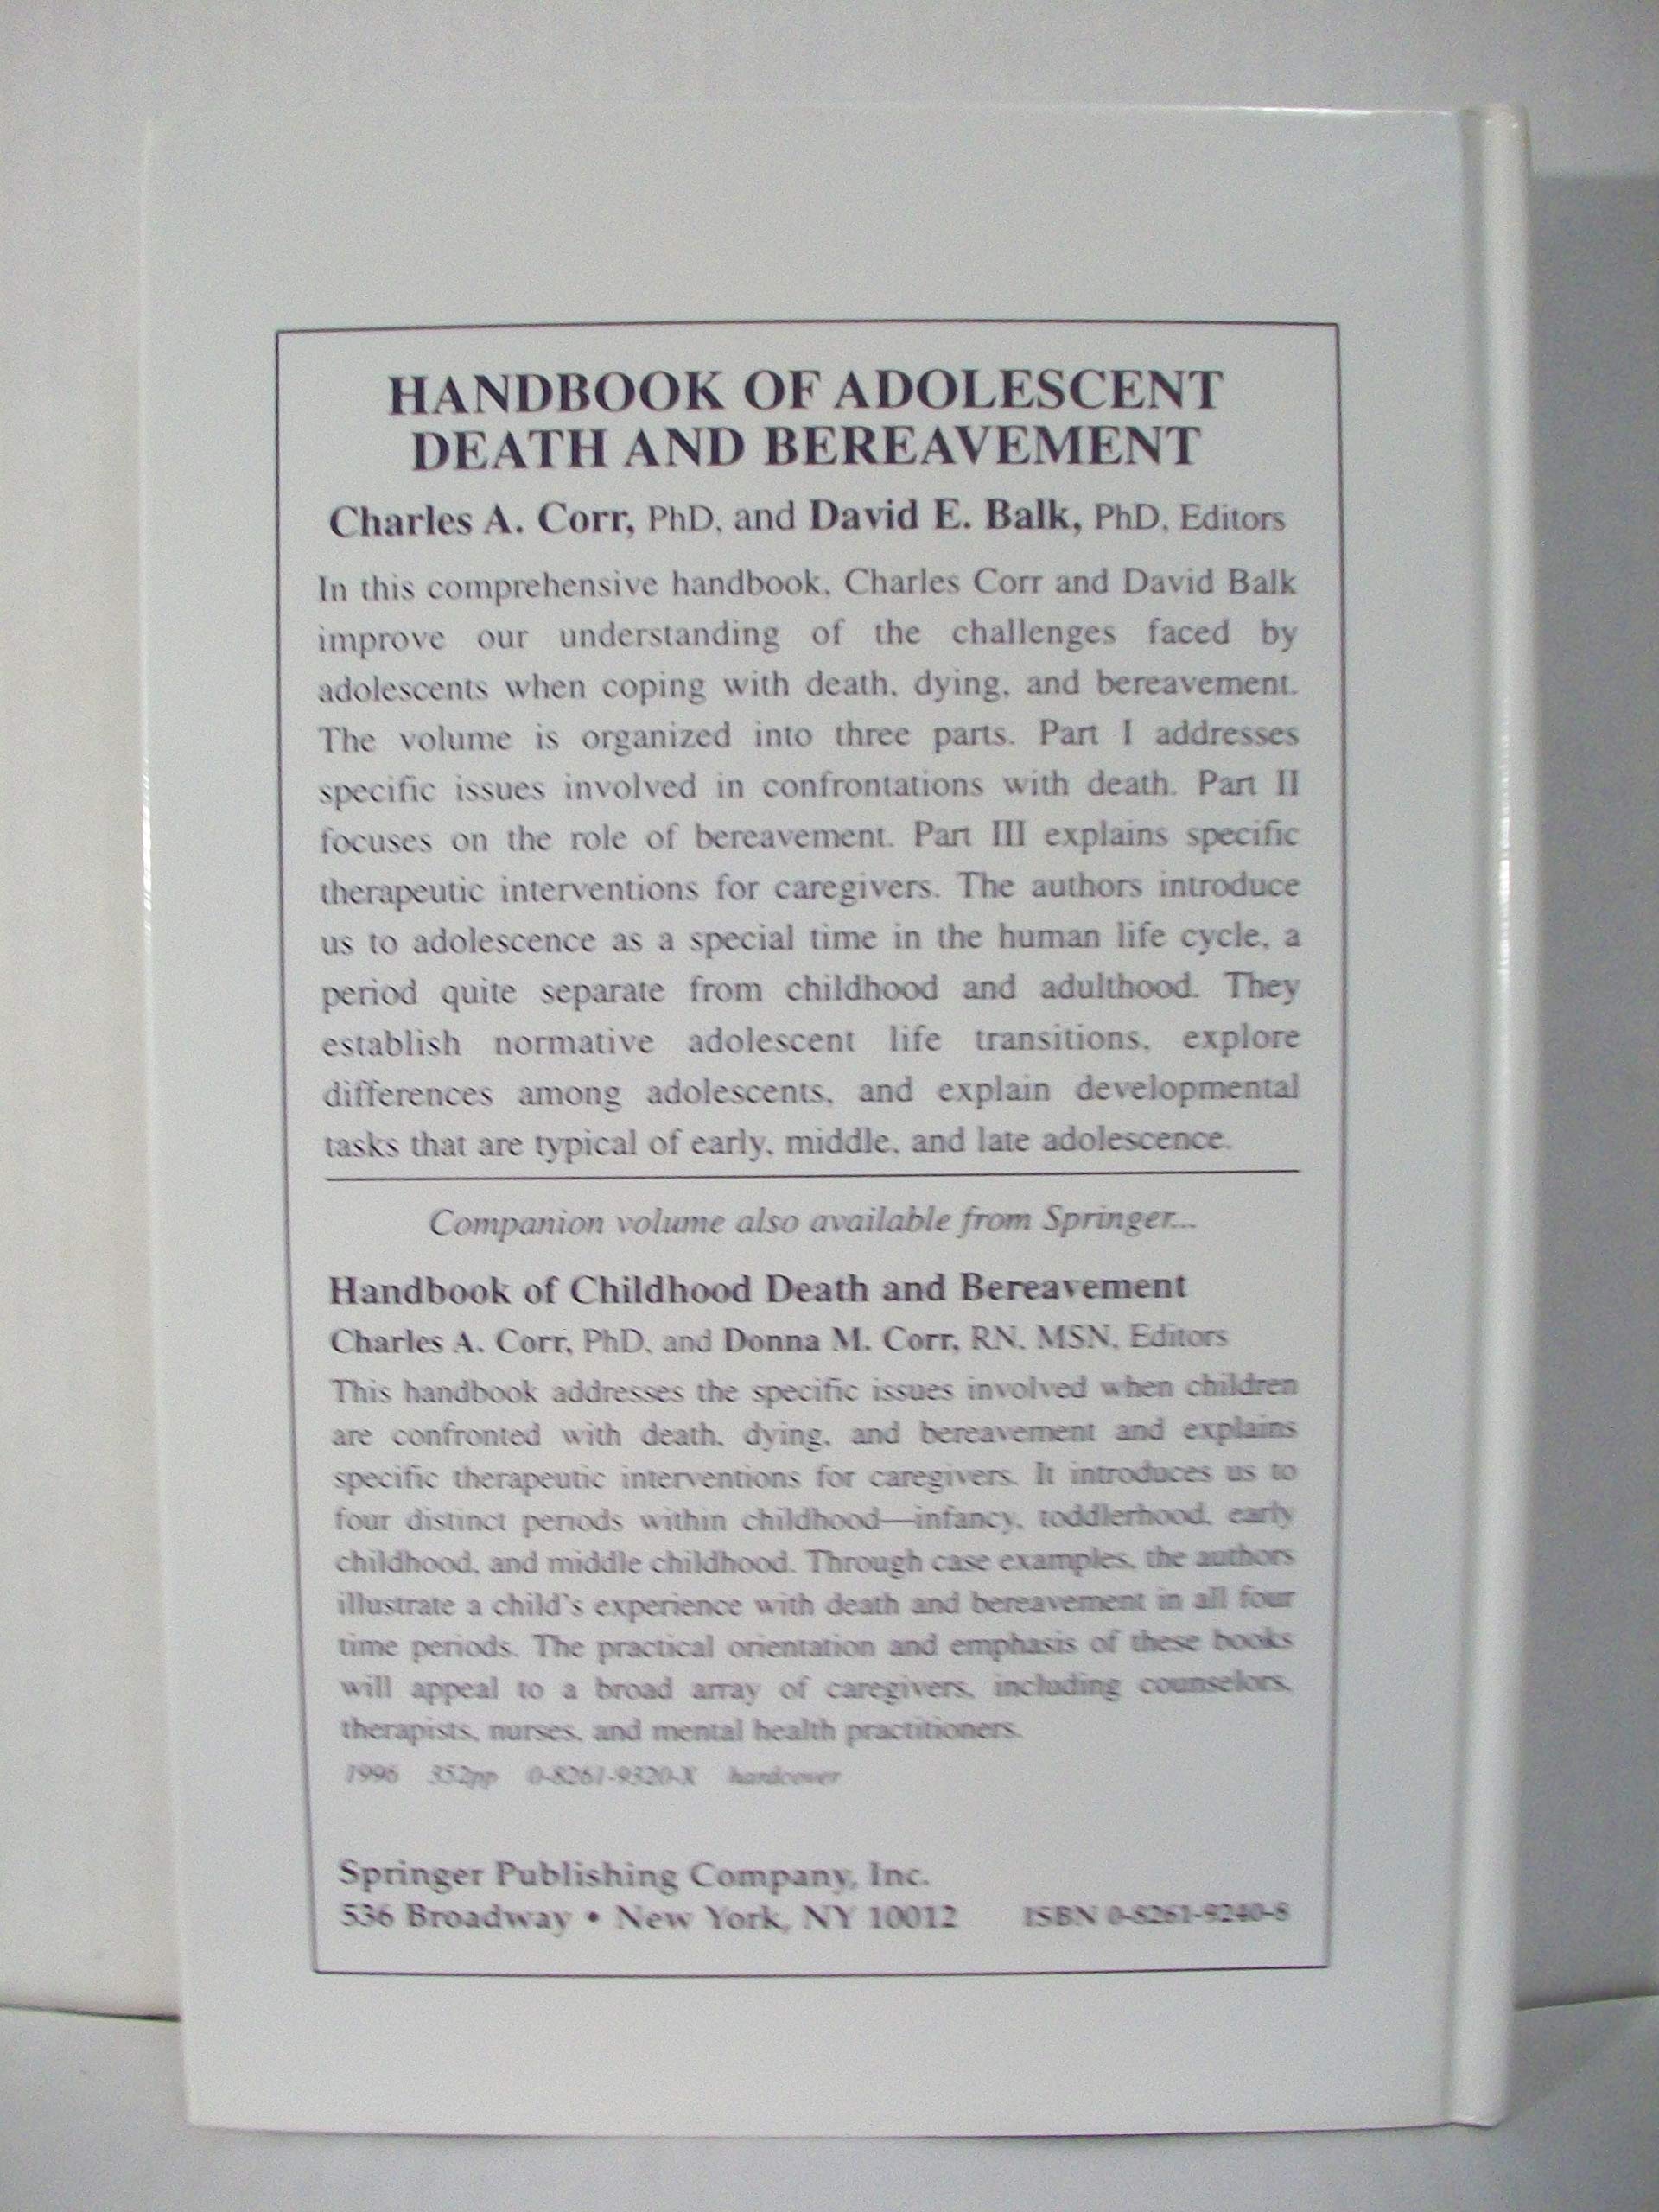 HANDBOOK OF ADOLESCENT
DEATH AND BEREAVEMENT
Charles A. Corr, PhD, and David E. Balk, PhD, Editors
In this comprehensive handbook, Charles Corr and David Balk
improve our understanding of the challenges faced by
adolescents when coping with death, dying, and bereavement.
The volume is organized into three parts. Part I addresses
specific issues involved in confrontations with death. Part II
focuses on the role of bereavement. Part III explains specific
therapeutic interventions for caregivers. The authors introduce
us to adolescence as a special time in the human life cycle, a
period quite separate from childhood and adulthood. They
establish normative adolescent life transitions, explore
differences among adolescents, and explain developmental
tasks that are typical of early, middle, and late adolescence.
Companion volume also available from Springer...
Handbook of Childhood Death and Bereavement
Charles A. Corr, PhD, and Donna M. Corr, RN, MSN, Editors
This handbook addresses the specific issues involved when children
are confronted with death, dying, and bereavement and explains
specific therapeutic interventions for caregivers. It introduces us to
four distinct periods within childhood—infancy, toddlerhood, early
childhood, and middle childhood. Through case examples, the authors
illustrate a child's experience with death and bereavement in all four
time periods. The practical orientation and emphasis of these books
will appeal to a broad array of caregivers, including counselors,
therapists, nurses, and mental health practitioners.
1996 352pp 0-8261-9320-X hardcover
Springer Publishing Company, Inc.
536 Broadway • New York, NY 10012 ISBN 0-8261-9240-8